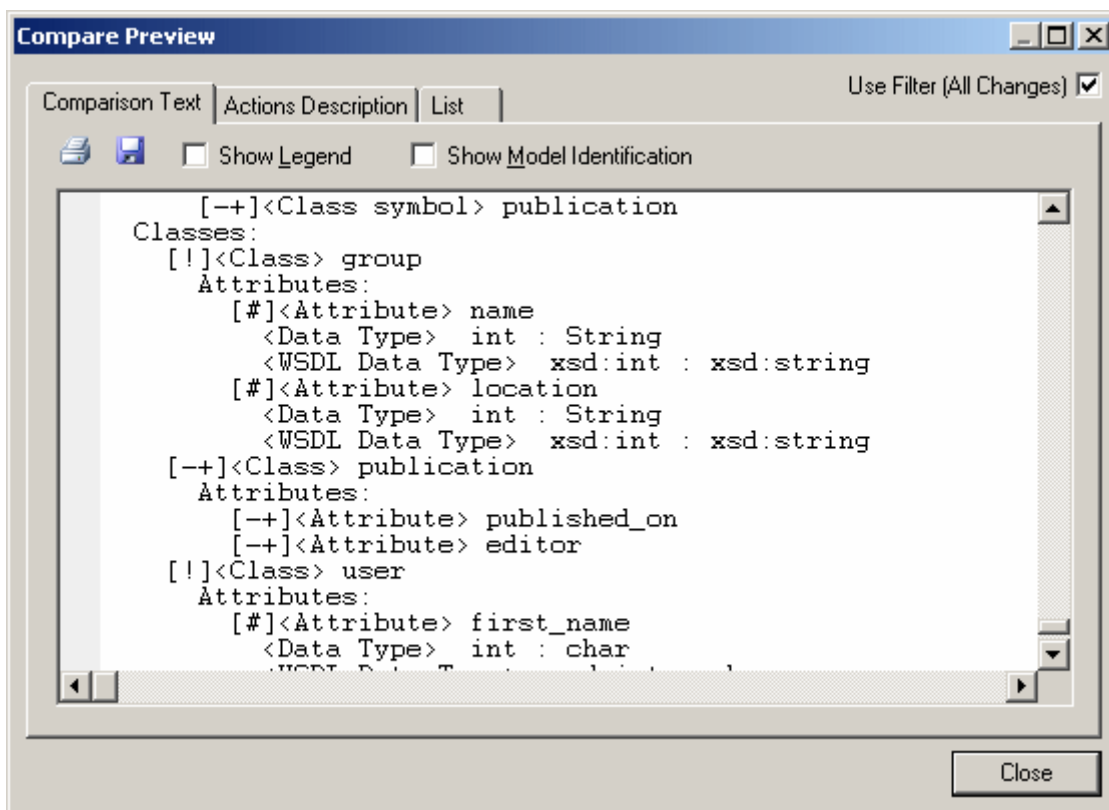 Compare Preview
Use Filter (All Changes)
Comparison Text Actions Description List
Show Legend Show Model Identification
[-+]<Class symbol> publication
Classes:
[!]<Class> group
Attributes:
[#]<Attribute> name
<Data Type> int : String
<WSDL Data Type> xsd:int : xsd:string
[#]<Attribute> location
<Data Type> int : String
<WSDL Data Type> xsd:int : xsd:string
[-+]<Class> publication
Attributes:
[-+]<Attribute> published_on
[-+]<Attribute> editor
[!]<Class> user
Attributes:
[#]<Attribute> first_name
<Data Type> int : char
Close